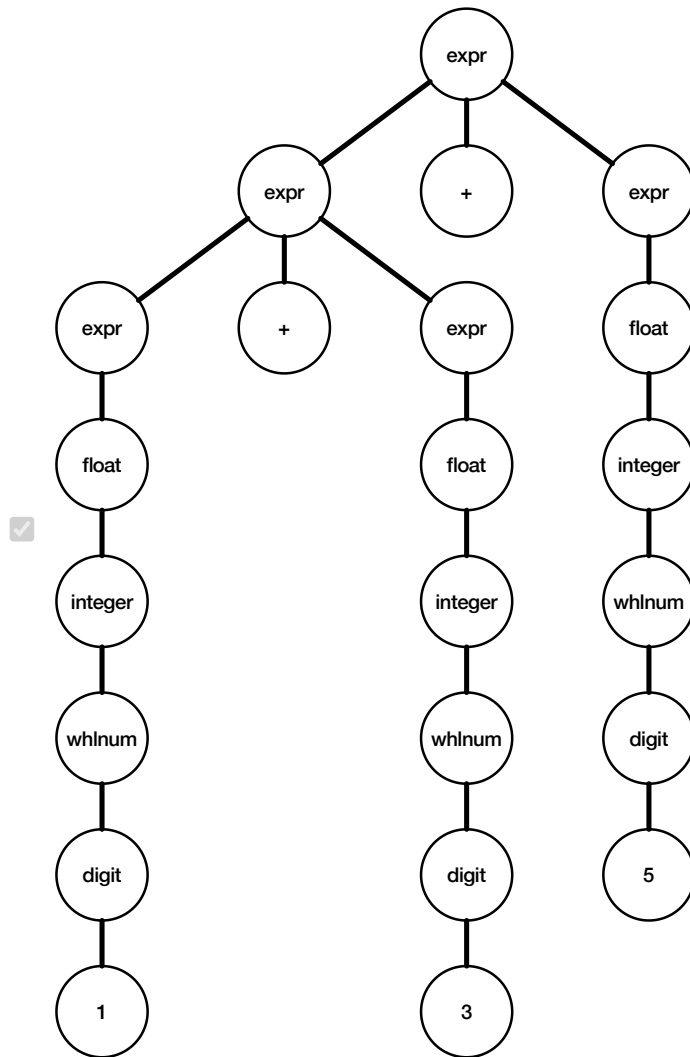 expr
expr + expr
expr + expr float
float float integer
integer integer whlnum
whlnum whlnum digit
digit digit 5
1 3